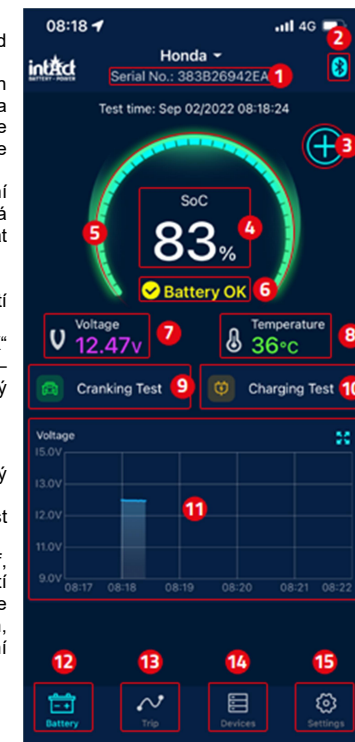 08:18
4G
2
intAct
BATTERY - POWER
Honda
Serial No.: 383B26942EA
1
Test time: Sep 02/2022 08:18:24
3
SoC
83%
4
5
Battery OK
6
Voltage
12.47v
7
Temperature
36°C
8
Cranking Test
9
Charging Test
10
Voltage
15.0V
13.0V
12.0V
11.0V
9.0V
11
08:17 08:18 08:19 08:20 08:21 08:22
12
13
14
15
Battery
Trip
Devices
Settings